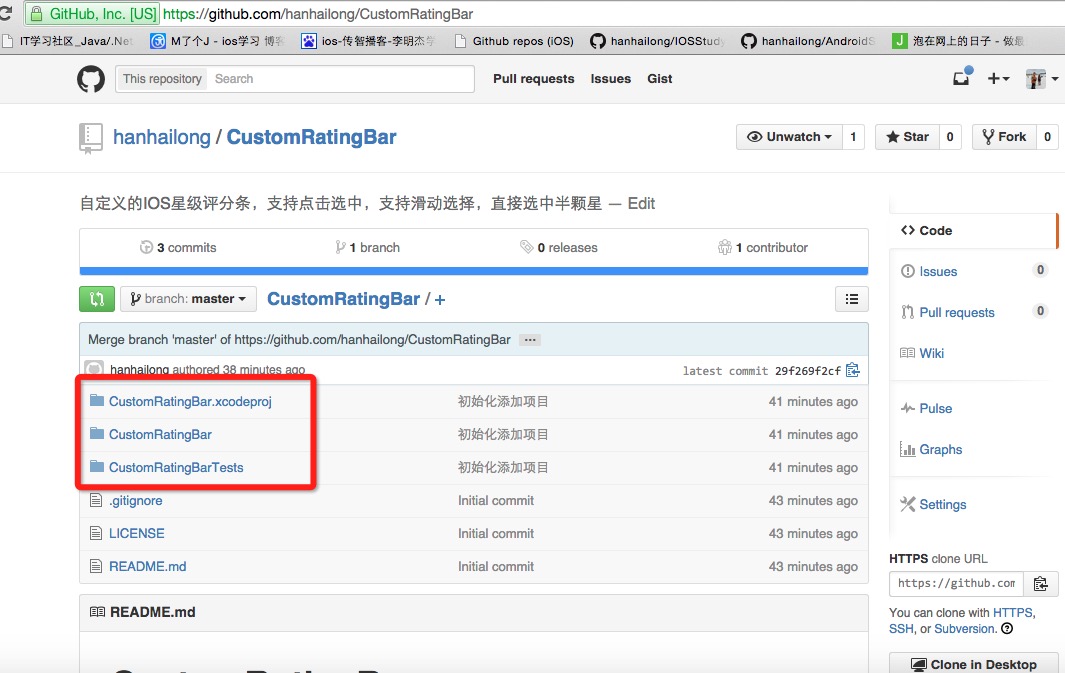 GitHub, Inc. [US] https://github.com/hanhailong/CustomRatingBar
IT学习社区_Java/.Net M了个J - ios学习 博客 ios-传智播客-李明杰 Github repos (iOS) hanhailong/IOSStudy hanhailong/AndroidS 泡在网上的日子 - 做最
This repository Search Pull requests Issues Gist
hanhailong / CustomRatingBar Unwatch 1 Star 0 Fork 0
自定义的IOS星级评分条，支持点击选中，支持滑动选择，直接选中半颗星 — Edit
3 commits 1 branch 0 releases 1 contributor
branch: master CustomRatingBar / +
Merge branch 'master' of https://github.com/hanhailong/CustomRatingBar ...
hanhailong authored 38 minutes ago latest commit 29f269f2cf
CustomRatingBar.xcodeproj 初始化添加项目 41 minutes ago
CustomRatingBar 初始化添加项目 41 minutes ago
CustomRatingBarTests 初始化添加项目 41 minutes ago
.gitignore Initial commit 43 minutes ago
LICENSE Initial commit 43 minutes ago
README.md Initial commit 43 minutes ago
README.md
Code
Issues 0
Pull requests 0
Wiki
Pulse
Graphs
Settings
HTTPS clone URL
https://github.com
You can clone with HTTPS,
SSH, or Subversion.
Clone in Desktop